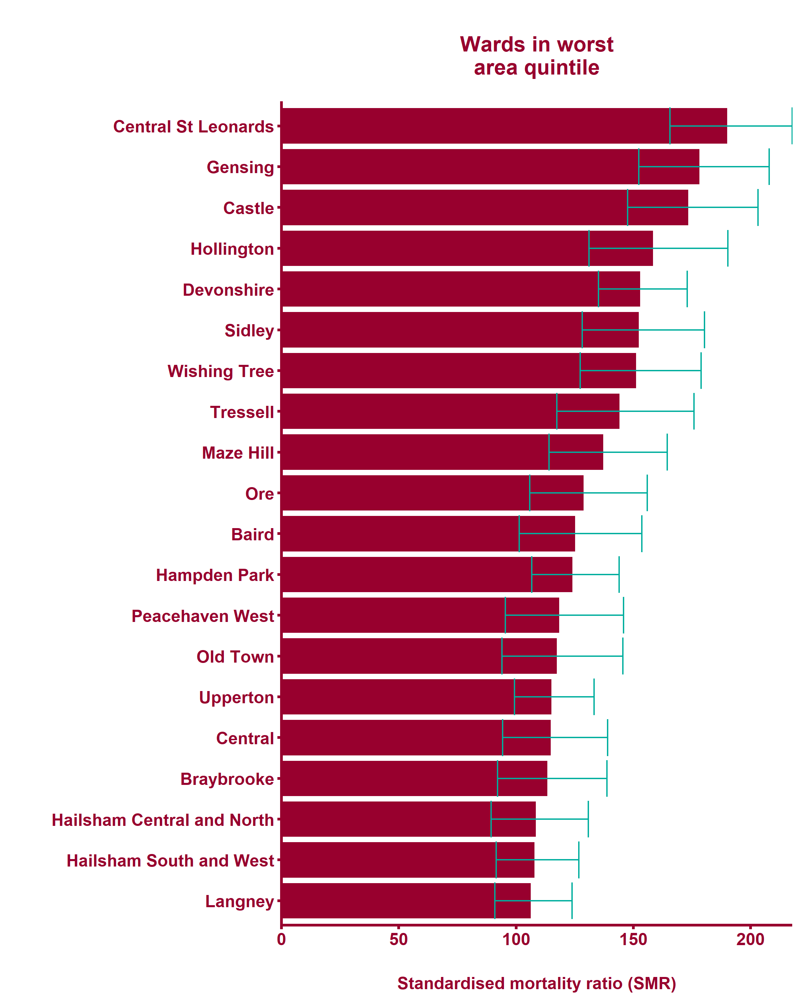 Wards in worst
area quintile
Central St Leonards
Gensing
Castle
Hollington
Devonshire
Sidley
Wishing Tree
Tressell
Maze Hill
Ore
Baird
Hampden Park
Peacehaven West
Old Town
Upperton
Central
Braybrooke
Hailsham Central and North
Hailsham South and West
Langney
0 50 100 150 200
Standardised mortality ratio (SMR)